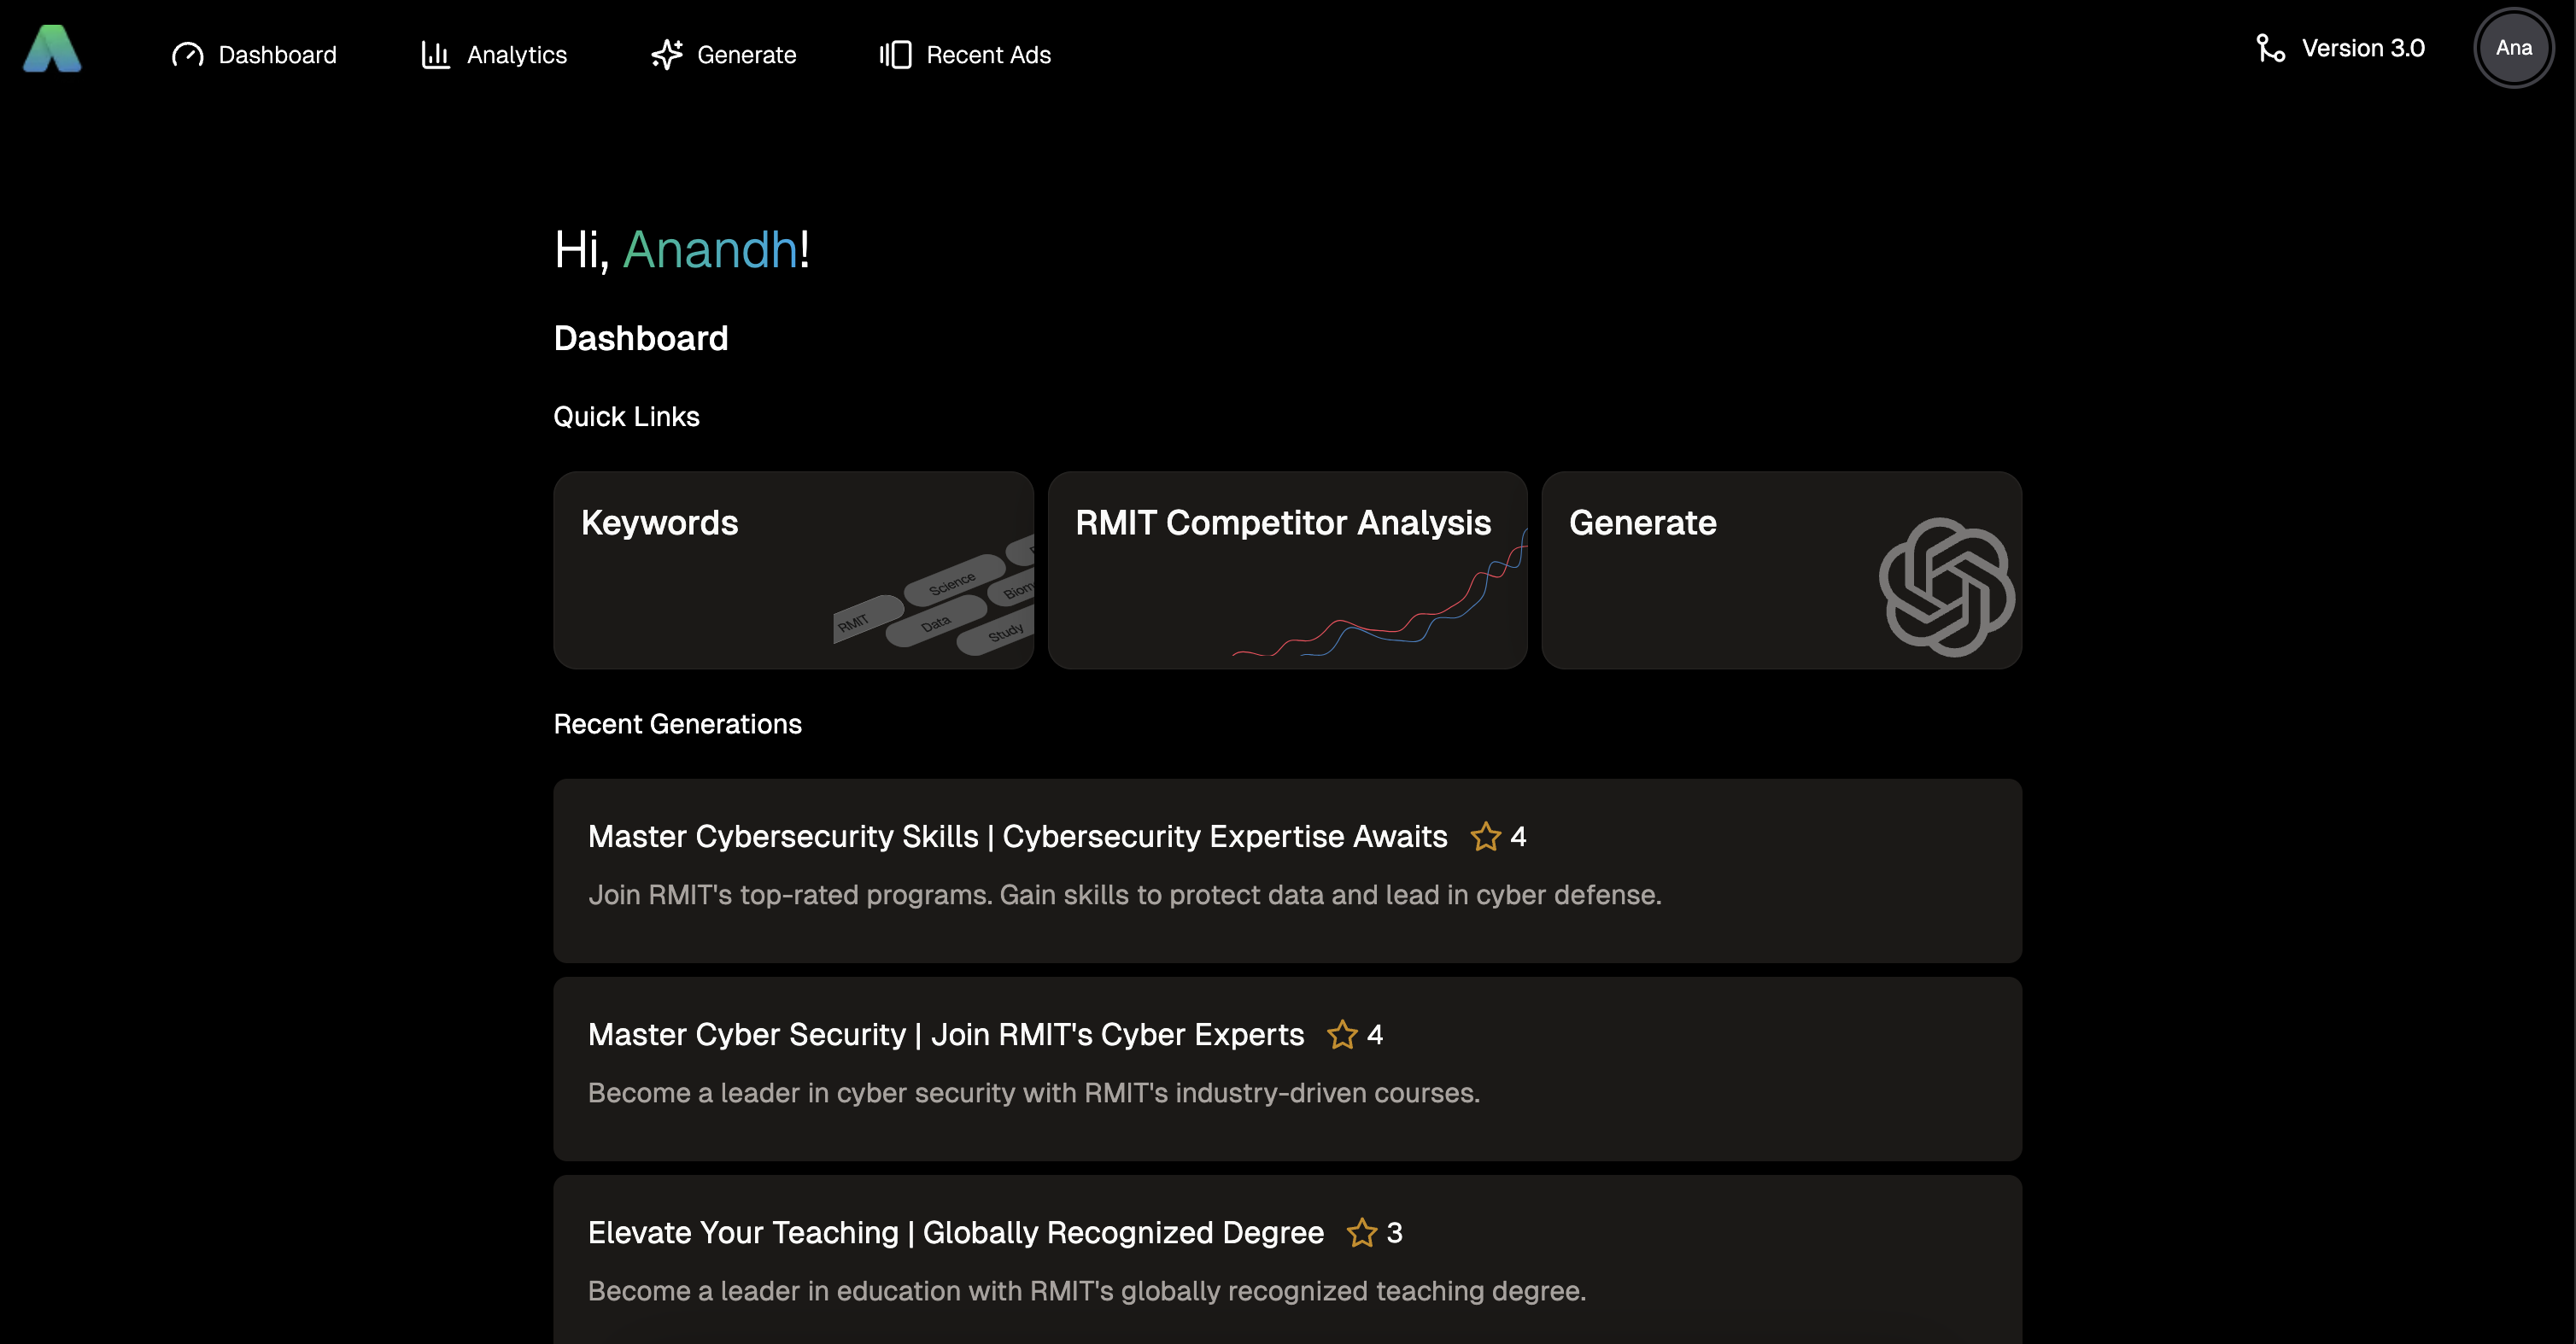 Dashboard
Analytics
Generate
Recent Ads
Version 3.0
Ana
Hi, Anandh!
Dashboard
Quick Links
Keywords
RMIT
Science
Data
Biom
Study
RMIT Competitor Analysis
Generate
Recent Generations
Master Cybersecurity Skills | Cybersecurity Expertise Awaits 4
Join RMIT's top-rated programs. Gain skills to protect data and lead in cyber defense.
Master Cyber Security | Join RMIT's Cyber Experts 4
Become a leader in cyber security with RMIT's industry-driven courses.
Elevate Your Teaching | Globally Recognized Degree 3
Become a leader in education with RMIT's globally recognized teaching degree.